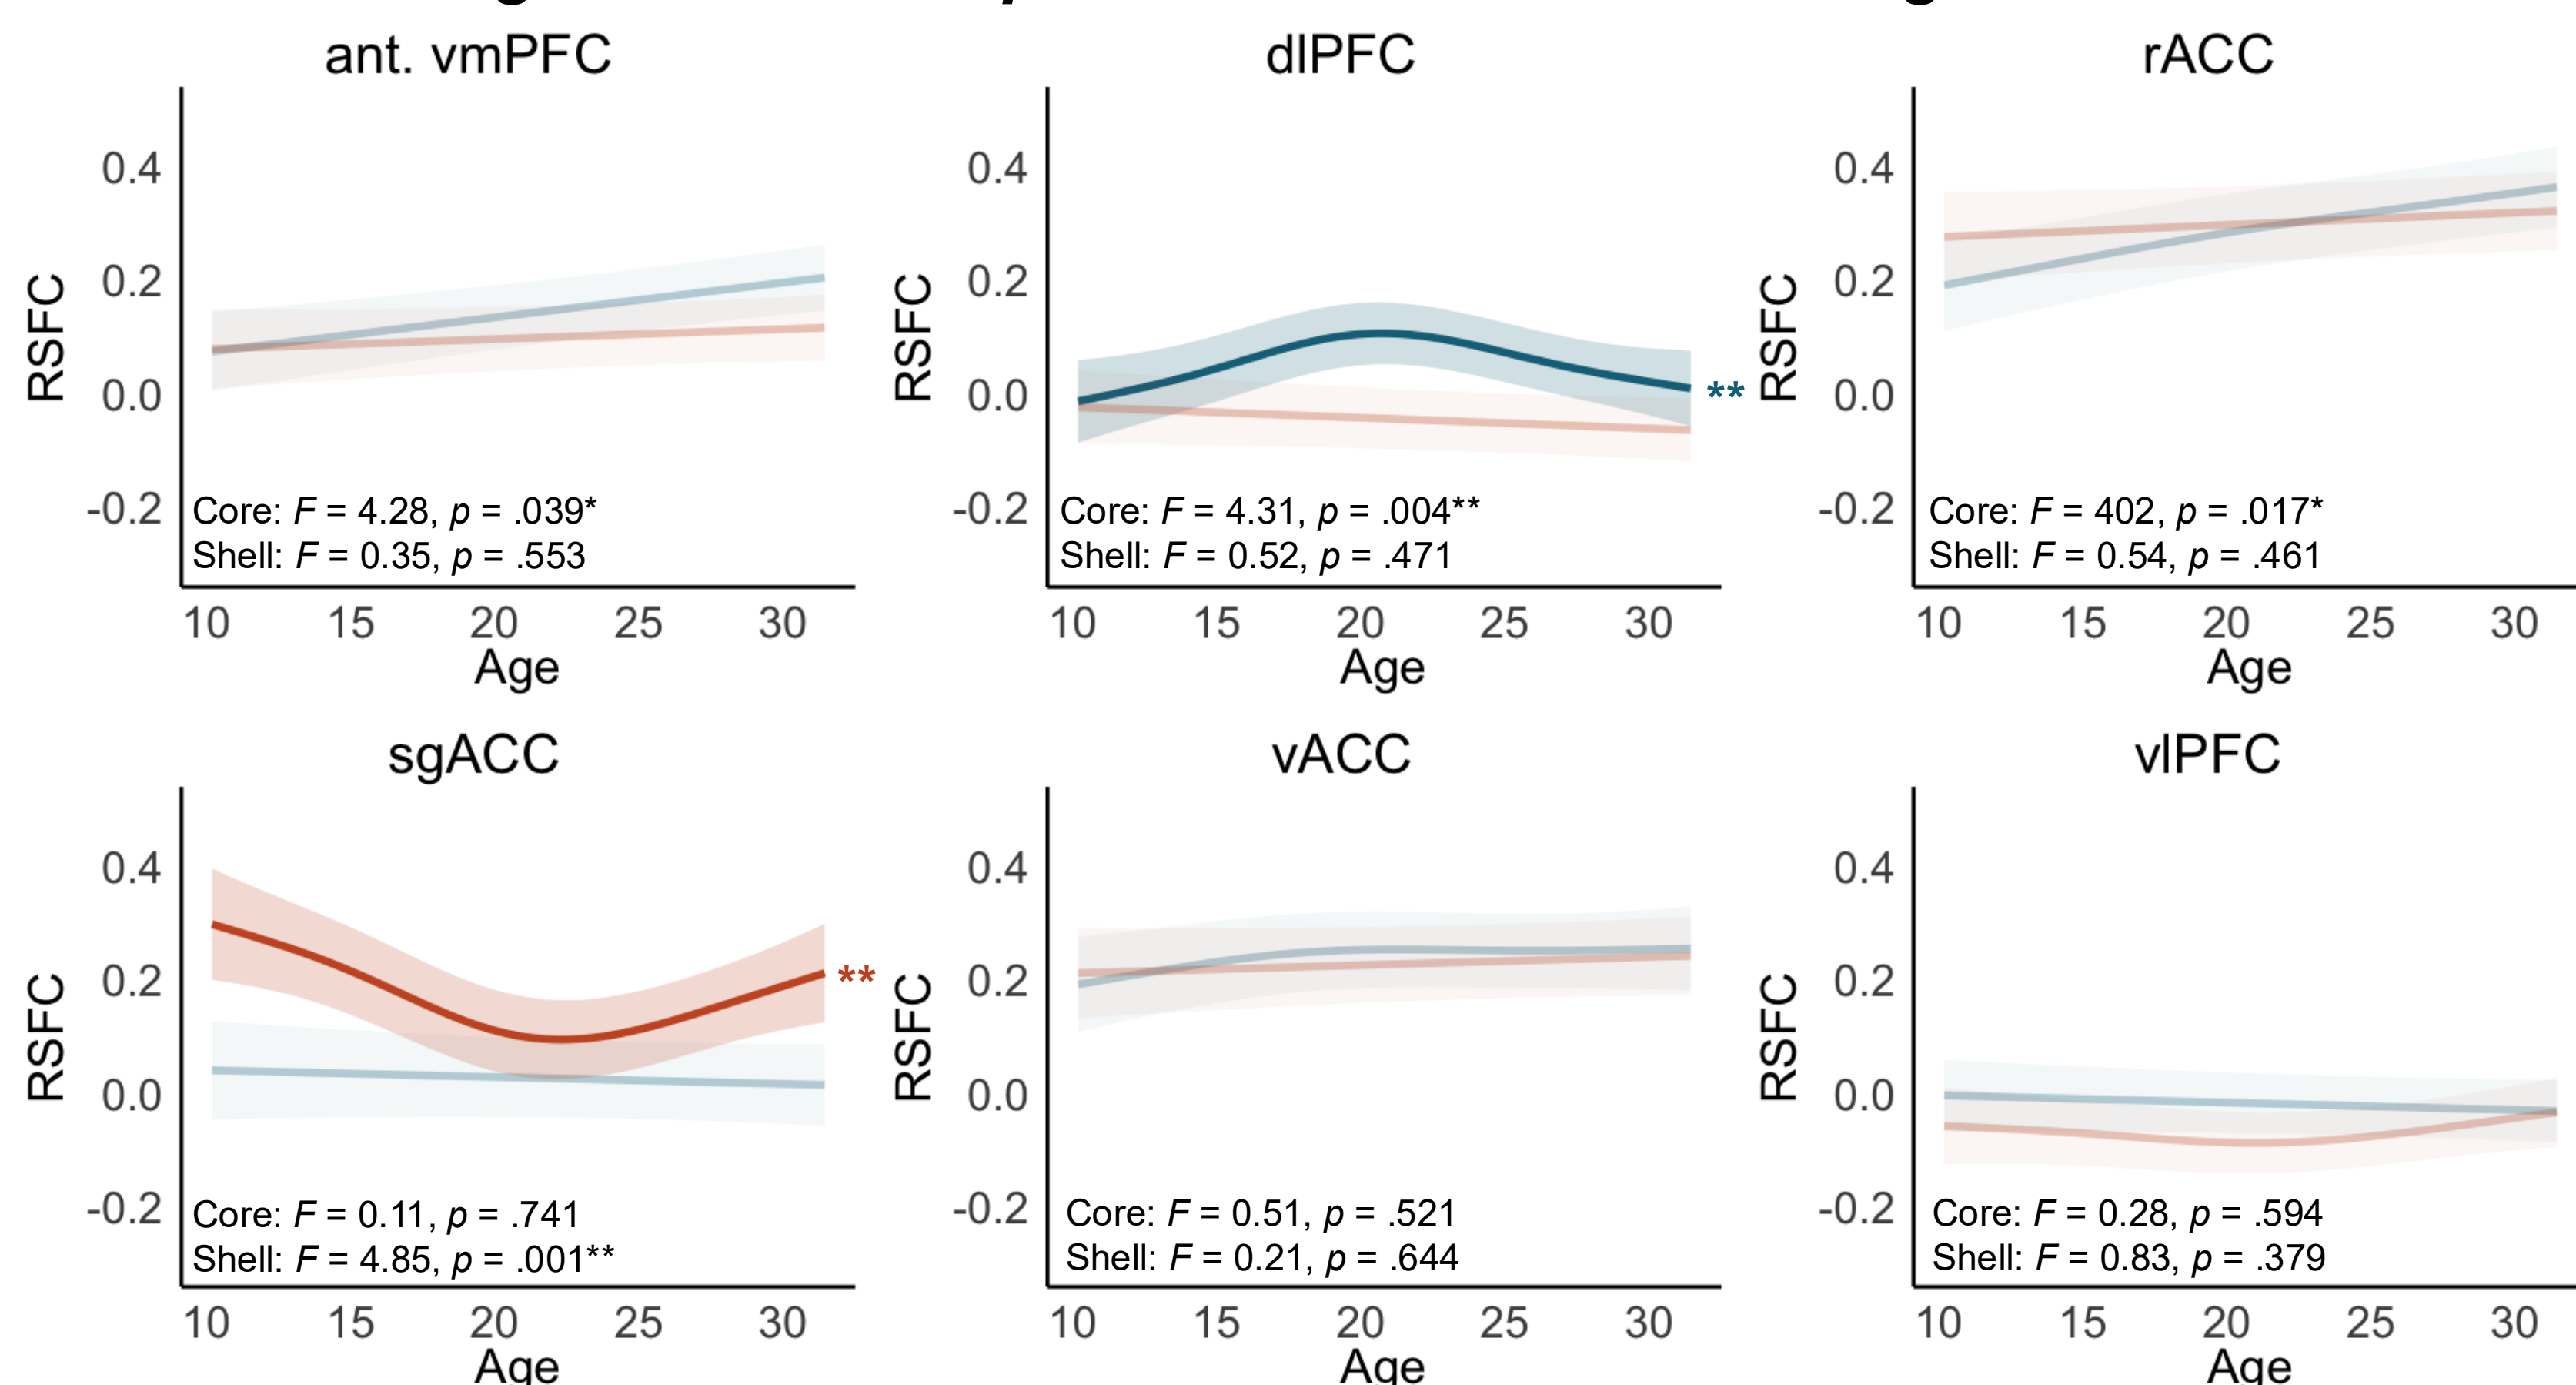 ant. vmPFC
dlPFC
rACC
0.4
0.2
0.0
-0.2
RSFC
Core: F = 4.28, p = .039*
Shell: F = 0.35, p = .553
10 15 20 25 30
Age
0.4
0.2
0.0
-0.2
RSFC
**
Core: F = 4.31, p = .004**
Shell: F = 0.52, p = .471
10 15 20 25 30
Age
0.4
0.2
0.0
-0.2
RSFC
Core: F = 402, p = .017*
Shell: F = 0.54, p = .461
10 15 20 25 30
Age
sgACC
vACC
vlPFC
0.4
0.2
0.0
-0.2
RSFC
**
Core: F = 0.11, p = .741
Shell: F = 4.85, p = .001**
10 15 20 25 30
Age
0.4
0.2
0.0
-0.2
RSFC
Core: F = 0.51, p = .521
Shell: F = 0.21, p = .644
10 15 20 25 30
Age
0.4
0.2
0.0
-0.2
RSFC
Core: F = 0.28, p = .594
Shell: F = 0.83, p = .379
10 15 20 25 30
Age